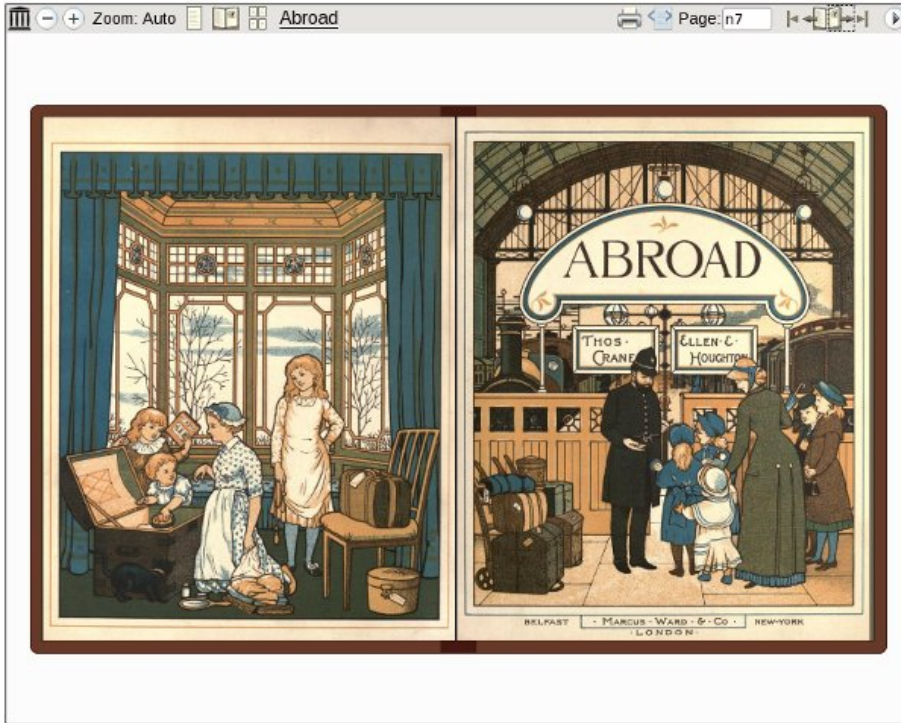 Zoom: Auto Abroad Page: n7
ABROAD
THOS·
CRANE
ELLEN·E·
HOUGHTON
BELFAST · MARCUS·WARD·&·CO· NEW-YORK
·LONDON·